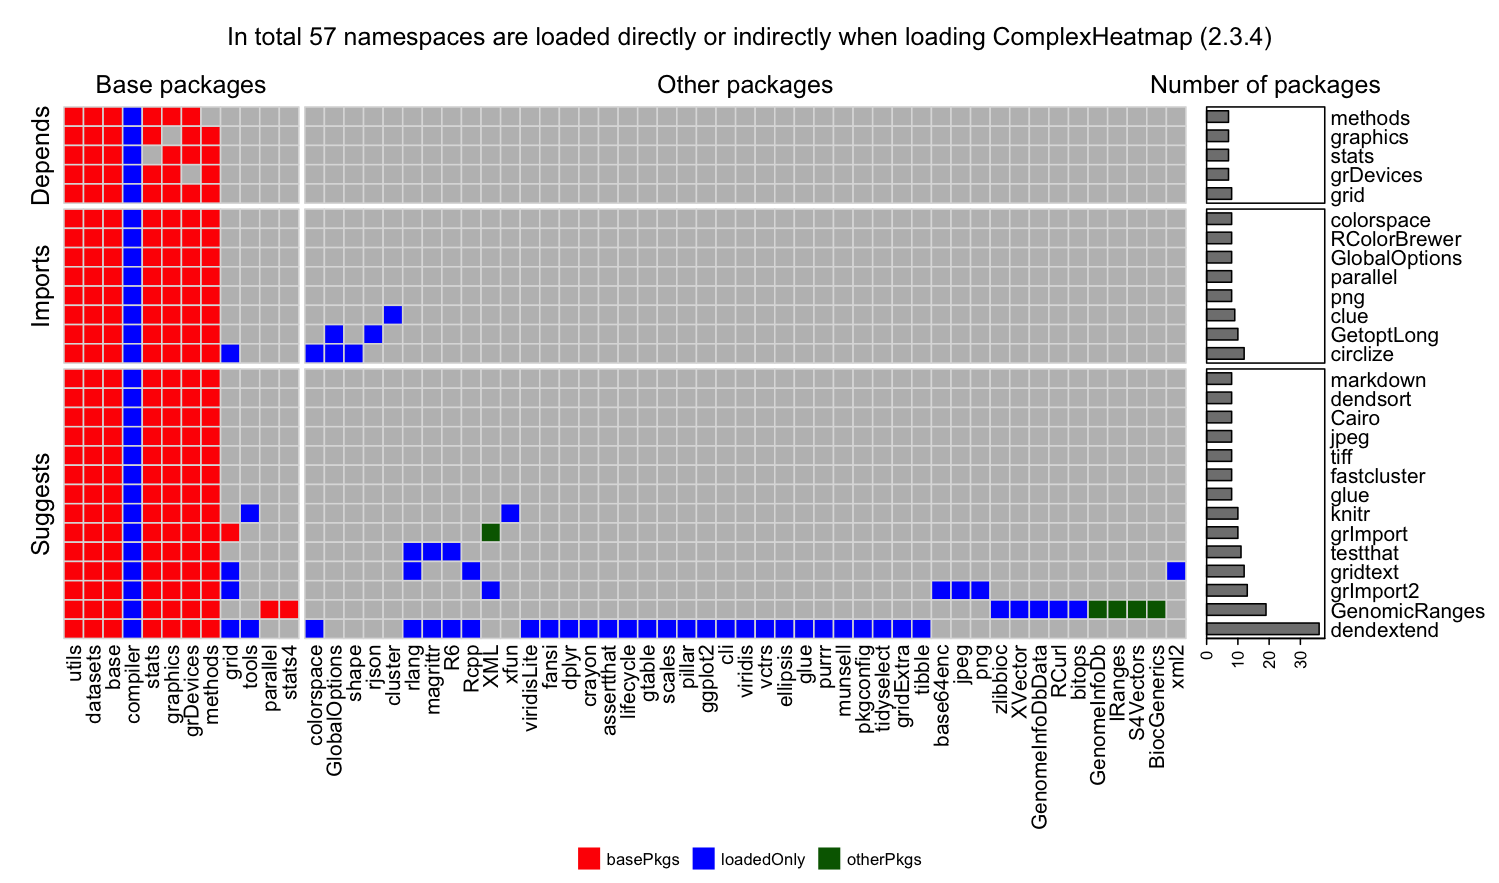 In total 57 namespaces are loaded directly or indirectly when loading ComplexHeatmap (2.3.4)
Base packages
Other packages
Number of packages
Depends
methods
graphics
stats
grDevices
grid
Imports
colorspace
RColorBrewer
GlobalOptions
parallel
png
clue
GetoptLong
circlize
Suggests
markdown
dendsort
Cairo
jpeg
tiff
fastcluster
glue
knitr
grImport
testthat
gridtext
grImport2
GenomicRanges
dendextend
utils
datasets
base
compiler
stats
graphics
grDevices
methods
grid
tools
parallel
stats4
colorspace
GlobalOptions
shape
rjson
cluster
rlang
magrittr
R6
Rcpp
XML
xfun
viridisLite
fansi
dplyr
crayon
assertthat
lifecycle
gtable
scales
pillar
ggplot2
cli
viridis
vctrs
ellipsis
glue
purrr
munsell
pkgconfig
tidyselect
gridExtra
tibble
base64enc
jpeg
png
zlibbioc
XVector
GenomeInfoDbData
RCurl
bitops
GenomeInfoDb
IRanges
S4Vectors
BiocGenerics
xml2
0
10
20
30
basePkgs
loadedOnly
otherPkgs